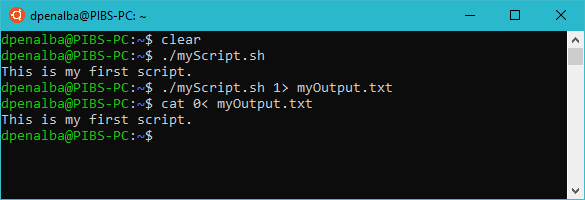 dpenalba@PIBS-PC: ~
dpenalba@PIBS-PC:~$ clear
dpenalba@PIBS-PC:~$ ./myScript.sh
This is my first script.
dpenalba@PIBS-PC:~$ ./myScript.sh 1> myOutput.txt
dpenalba@PIBS-PC:~$ cat 0< myOutput.txt
This is my first script.
dpenalba@PIBS-PC:~$